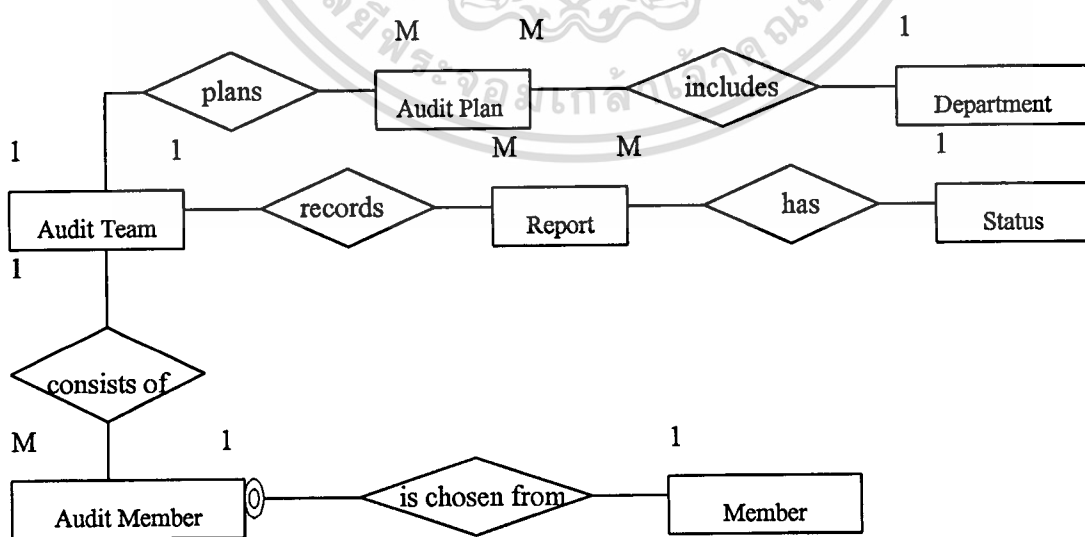 M M 1
plans Audit Plan includes Department
1 1 M M 1
Audit Team records Report has Status
1
consists of
M 1 1
Audit Member is chosen from Member